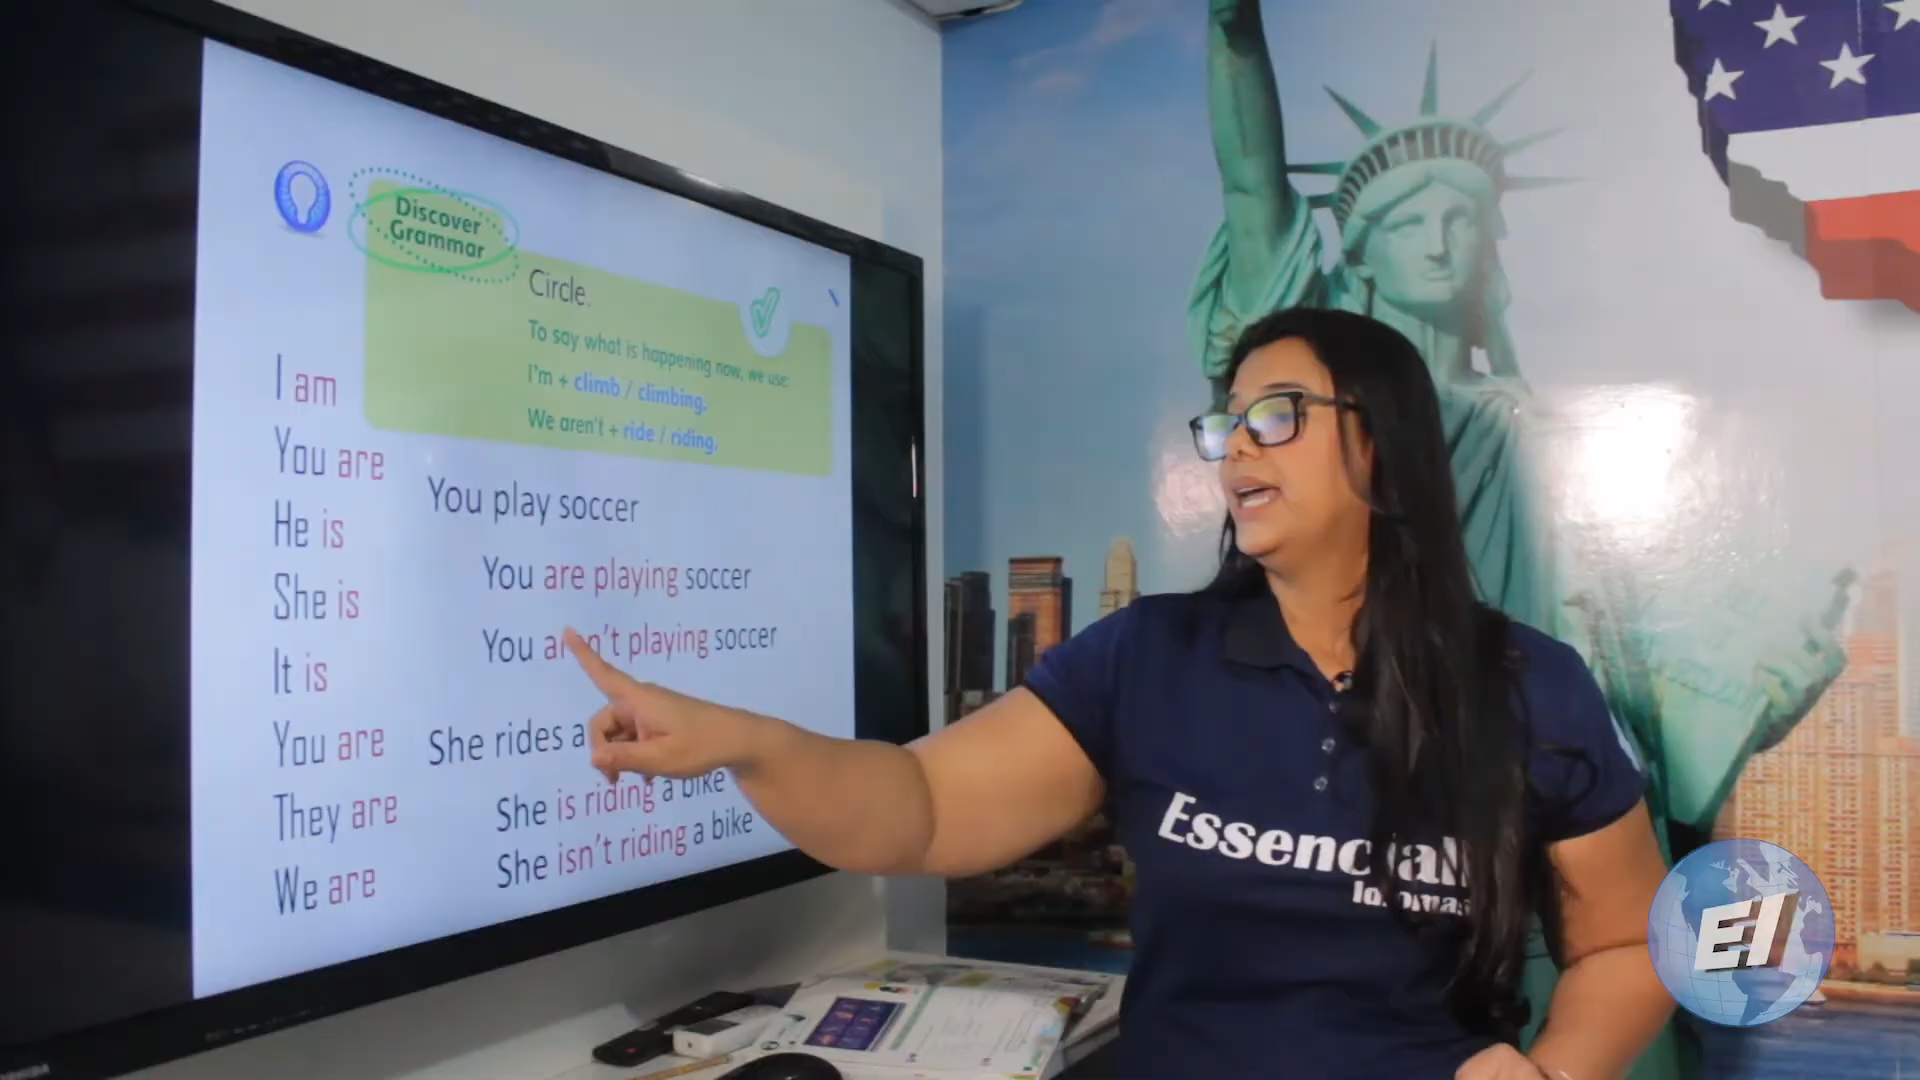 Discover
Grammar
Circle.
To say what is happening now, we use:
I'm + climb / climbing.
We aren't + ride / riding.
I am
You are
He is
She is
It is
You are
They are
We are
You play soccer
You are playing soccer
You aren't playing soccer
She rides a
She is riding a bike
She isn't riding a bike
Essenciall
Idiomas
EI